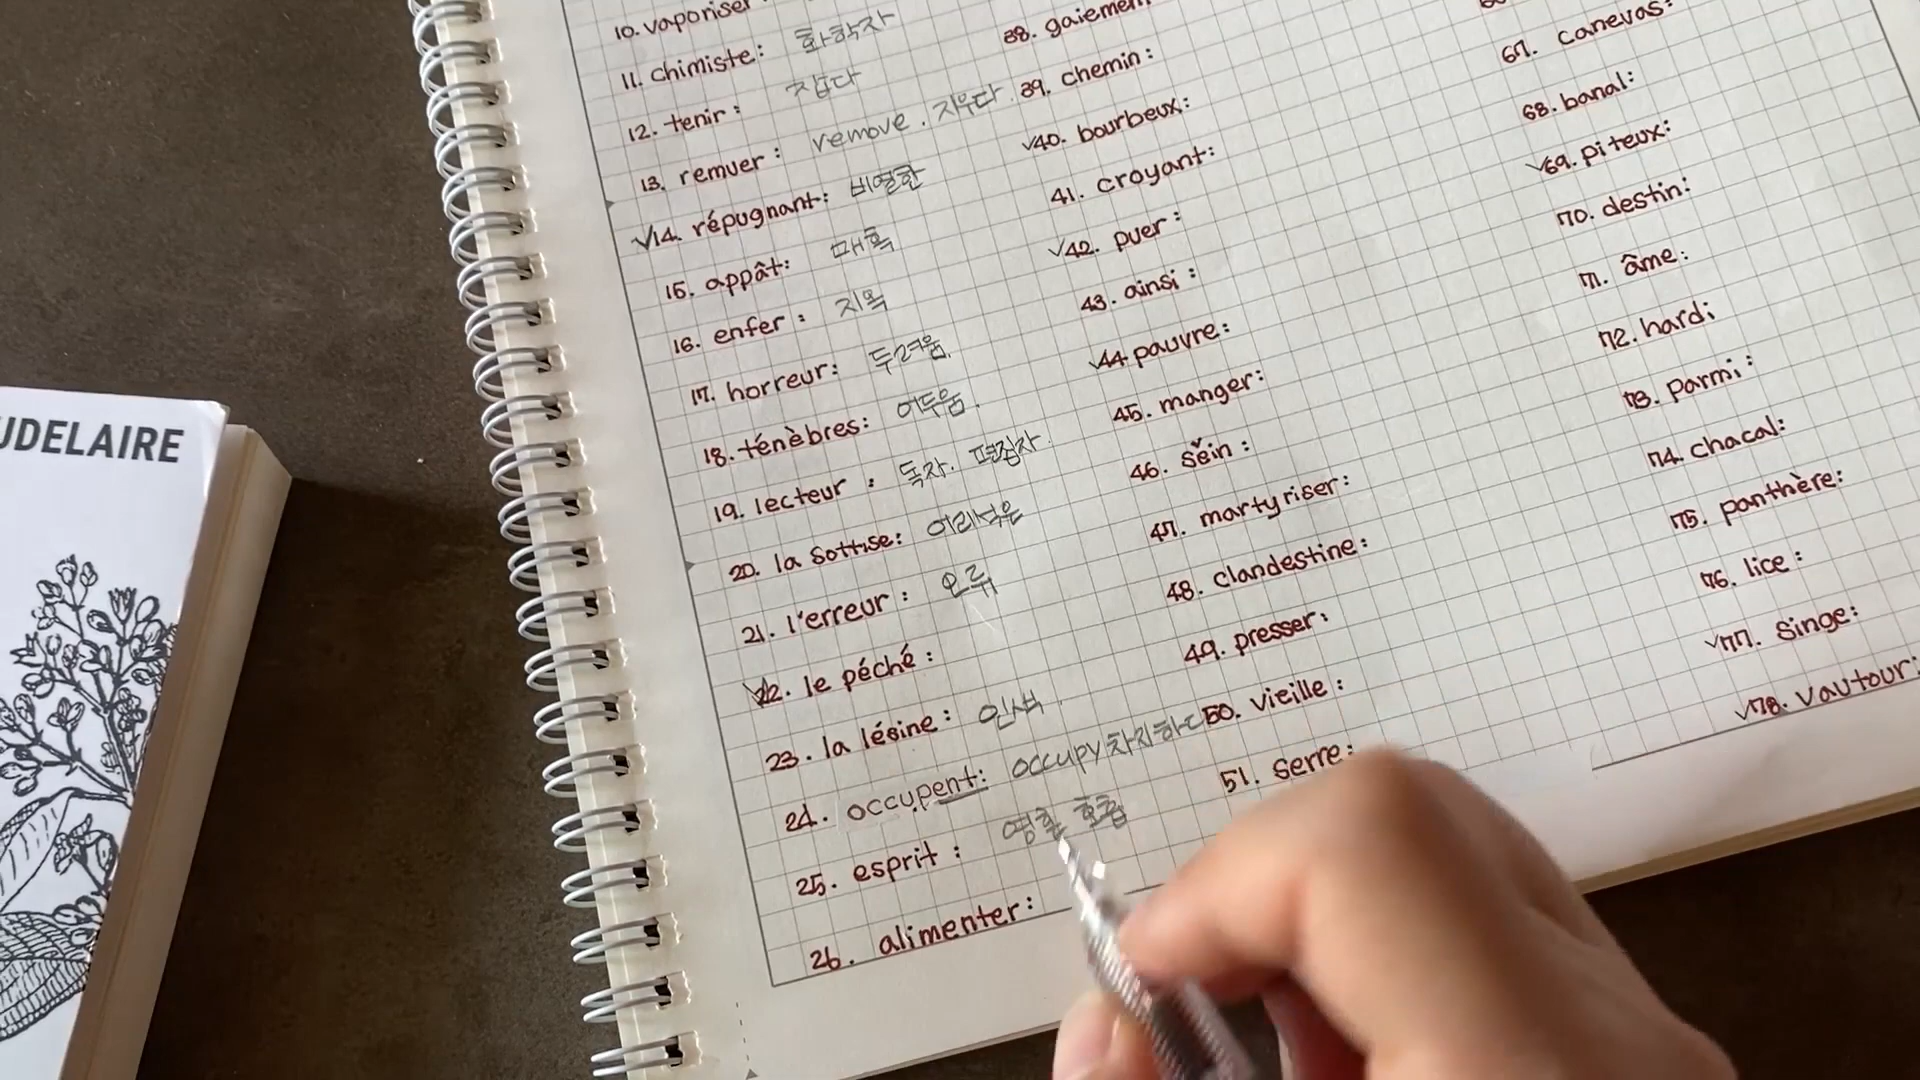 UDELAIRE
10. vaporiser
11. chimiste: 화학자
12. tenir: 잡다
13. remuer: remove. 지우다
14. répugnant: 비열한
15. appât: 매혹
16. enfer: 지옥
17. horreur: 두려움.
18. ténèbres: 어두움.
19. lecteur: 독자. 편집자.
20. la sottise: 어리석은
21. l'erreur: 오류
22. le péché:
23. la lésine: 인색.
24. occupent: occupy 차지하다
25. esprit: 영혼 호흡
26. alimenter:
38. gaiement
39. chemin:
40. bourbeux:
41. croyant:
42. puer:
43. ainsi:
44 pauvre:
45. manger:
46. sein:
47. martyriser:
48. clandestine:
49. presser:
50. vieille:
51. serre:
67. canevas:
68. banal:
69. piteux:
70. destin:
71. âme:
72. hardi
73. parmi:
74. chacal:
75. panthère:
76. lice:
77. singe:
78. vautour: